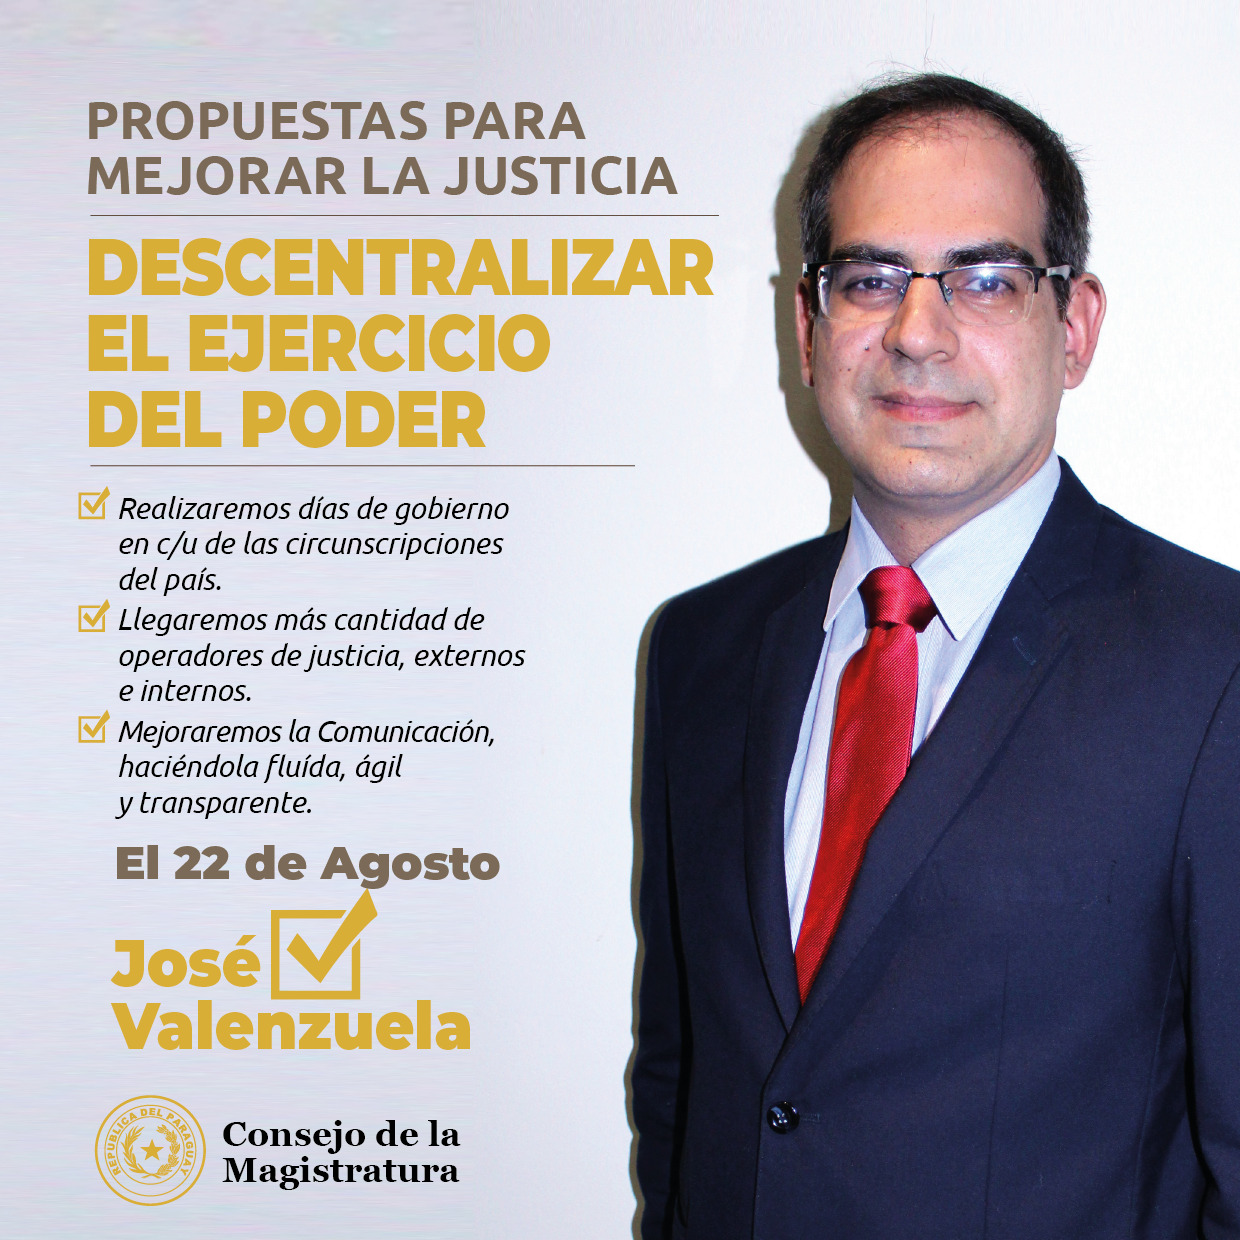 PROPUESTAS PARA
MEJORAR LA JUSTICIA
DESCENTRALIZAR
EL EJERCICIO
DEL PODER
Realizaremos días de gobierno
en c/u de las circunscripciones
del país.
Llegaremos más cantidad de
operadores de justicia, externos
e internos.
Mejoraremos la Comunicación,
haciéndola fluída, ágil
y transparente.
El 22 de Agosto
José
Valenzuela
REPUBLICA DEL PARAGUAY
Consejo de la
Magistratura